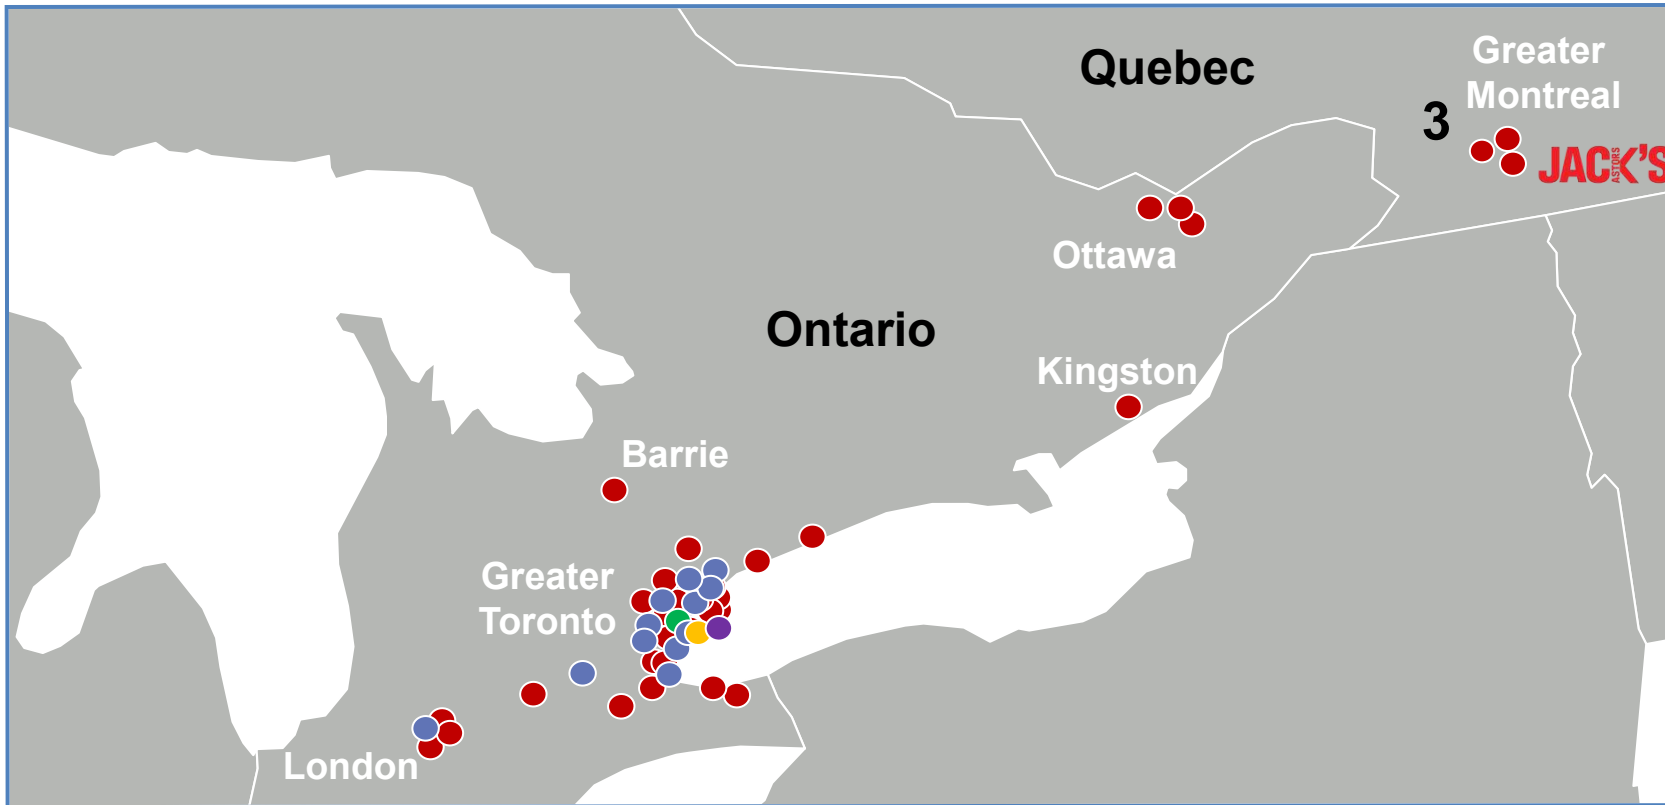 Quebec
Greater
Montreal
3
JACK'S
ASTORS
Ottawa
Ontario
Kingston
Barrie
Greater
Toronto
London